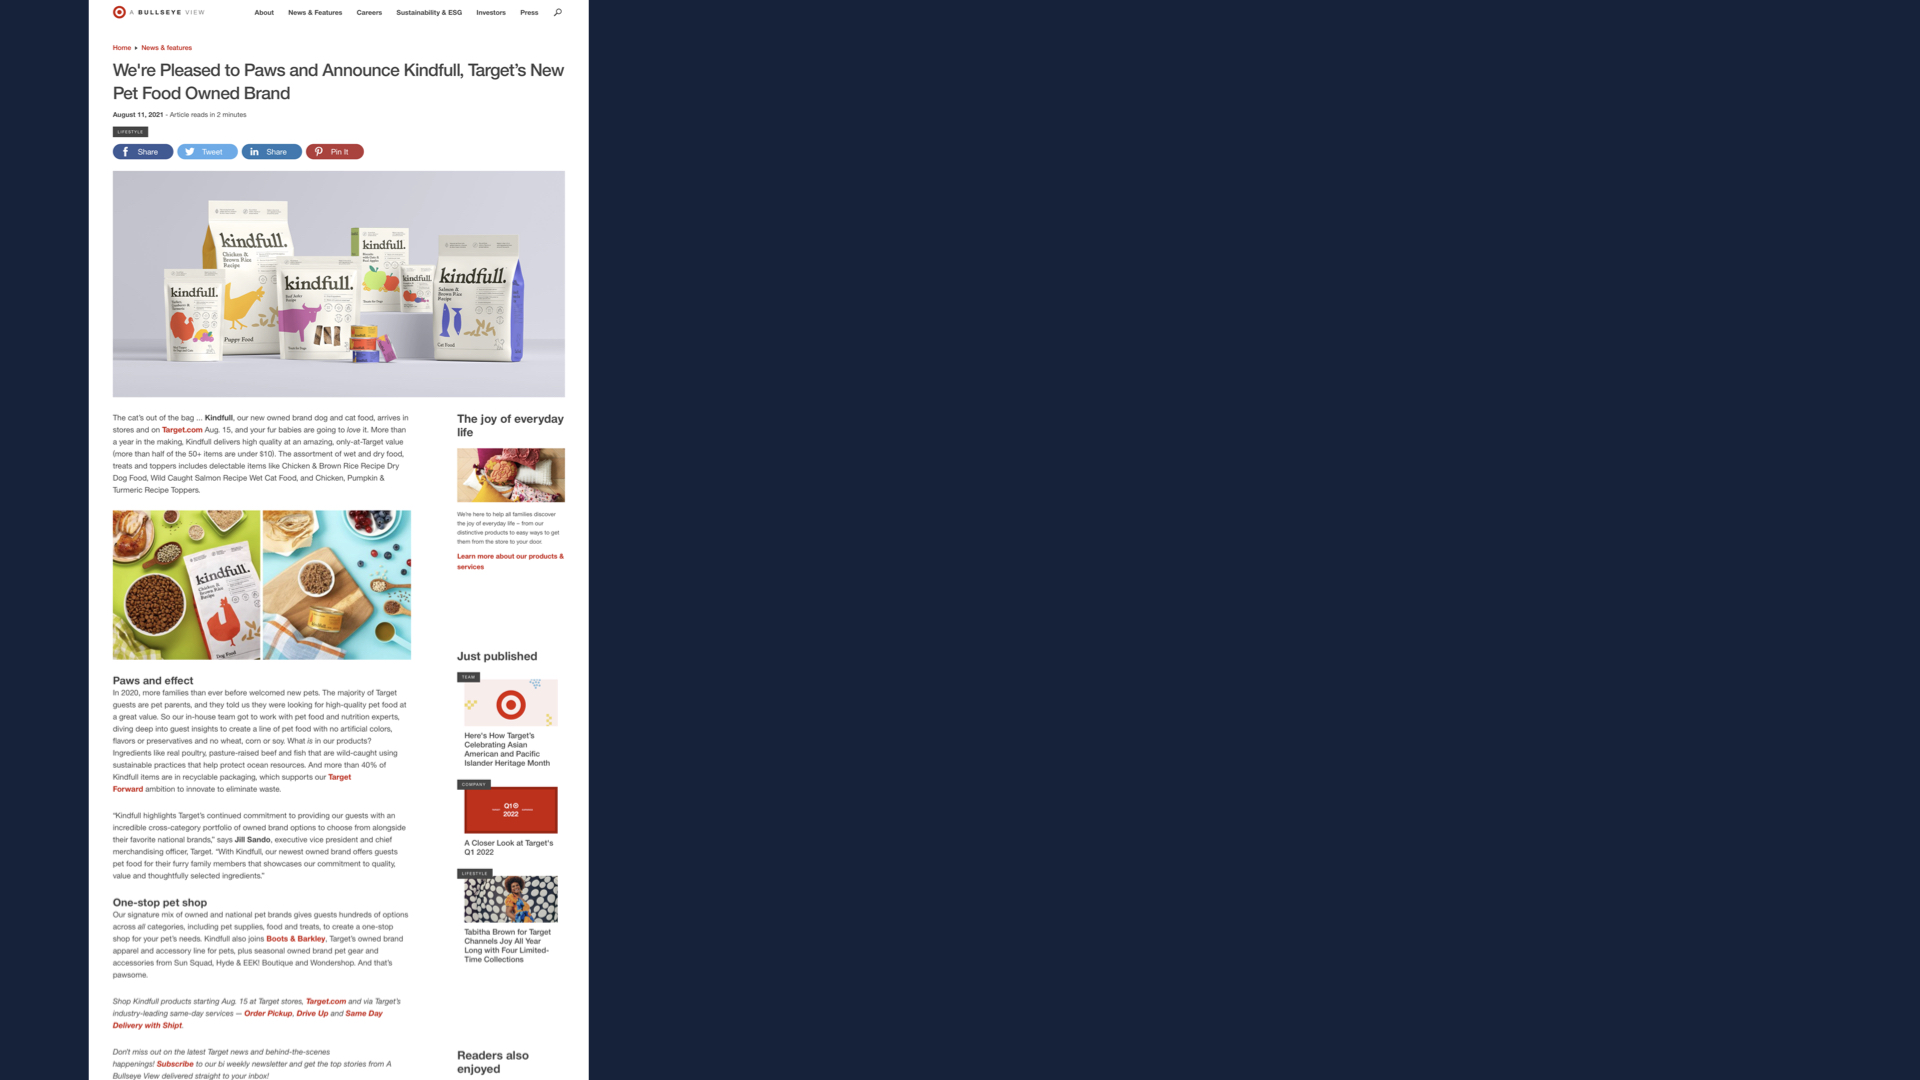 A BULLSEYE VIEW
About News & Features Careers Sustainability & ESG Investors Press
Home ▸ News & features
We're Pleased to Paws and Announce Kindfull, Target's New
Pet Food Owned Brand
August 11, 2021 - Article reads in 2 minutes
LIFESTYLE
Share Tweet Share Pin It
kindfull.
Chicken &
Brown Rice
Recipe
Puppy Food
kindfull.
kindfull.
Beef Jerky
Recipe
kindfull.
kindfull.
kindfull.
Salmon &
Brown Rice
Recipe
Cat Food
The cat's out of the bag ... Kindfull, our new owned brand dog and cat food, arrives in
stores and on Target.com Aug. 15, and your fur babies are going to love it. More than
a year in the making, Kindfull delivers high quality at an amazing, only-at-Target value
(more than half of the 50+ items are under $10). The assortment of wet and dry food,
treats and toppers includes delectable items like Chicken & Brown Rice Recipe Dry
Dog Food, Wild Caught Salmon Recipe Wet Cat Food, and Chicken, Pumpkin &
Turmeric Recipe Toppers.
kindfull.
Chicken &
Brown Rice
Recipe
Dog Food
kindfull.
Paws and effect
In 2020, more families than ever before welcomed new pets. The majority of Target
guests are pet parents, and they told us they were looking for high-quality pet food at
a great value. So our in-house team got to work with pet food and nutrition experts,
diving deep into guest insights to create a line of pet food with no artificial colors,
flavors or preservatives and no wheat, corn or soy. What is in our products?
Ingredients like real poultry, pasture-raised beef and fish that are wild-caught using
sustainable practices that help protect ocean resources. And more than 40% of
Kindfull items are in recyclable packaging, which supports our Target
Forward ambition to innovate to eliminate waste.
"Kindfull highlights Target's continued commitment to providing our guests with an
incredible cross-category portfolio of owned brand options to choose from alongside
their favorite national brands," says Jill Sando, executive vice president and chief
merchandising officer, Target. "With Kindfull, our newest owned brand offers guests
pet food for their furry family members that showcases our commitment to quality,
value and thoughtfully selected ingredients."
One-stop pet shop
Our signature mix of owned and national pet brands gives guests hundreds of options
across all categories, including pet supplies, food and treats, to create a one-stop
shop for your pet's needs. Kindfull also joins Boots & Barkley, Target's owned brand
apparel and accessory line for pets, plus seasonal owned brand pet gear and
accessories from Sun Squad, Hyde & EEK! Boutique and Wondershop. And that's
pawsome.
Shop Kindfull products starting Aug. 15 at Target stores, Target.com and via Target's
industry-leading same-day services — Order Pickup, Drive Up and Same Day
Delivery with Shipt.
Don't miss out on the latest Target news and behind-the-scenes
happenings! Subscribe to our bi weekly newsletter and get the top stories from A
Bullseye View delivered straight to your inbox!
The joy of everyday
life
We're here to help all families discover
the joy of everyday life – from our
distinctive products to easy ways to get
them from the store to your door.
Learn more about our products &
services
Just published
TEAM
Here's How Target's
Celebrating Asian
American and Pacific
Islander Heritage Month
COMPANY
Q1
2022
A Closer Look at Target's
Q1 2022
LIFESTYLE
Tabitha Brown for Target
Channels Joy All Year
Long with Four Limited-
Time Collections
Readers also
enjoyed